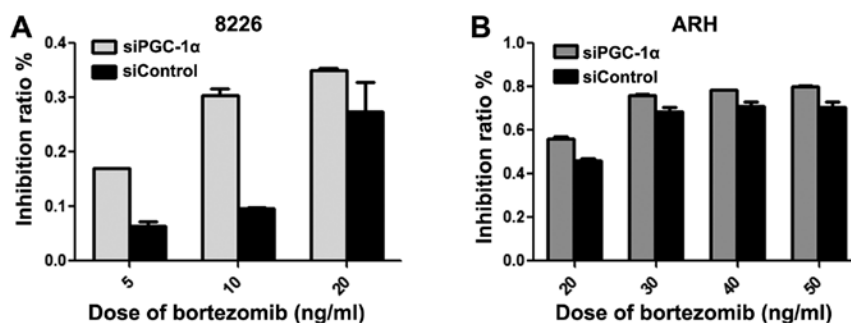 A
8226
Inhibition ratio %
0.4
0.3
0.2
0.1
0.0
siPGC-1α
siControl
5
10
20
Dose of bortezomib (ng/ml)
B
ARH
Inhibition ratio %
1.0
0.8
0.6
0.4
0.2
0.0
siPGC-1α
siControl
20
30
40
50
Dose of bortezomib (ng/ml)